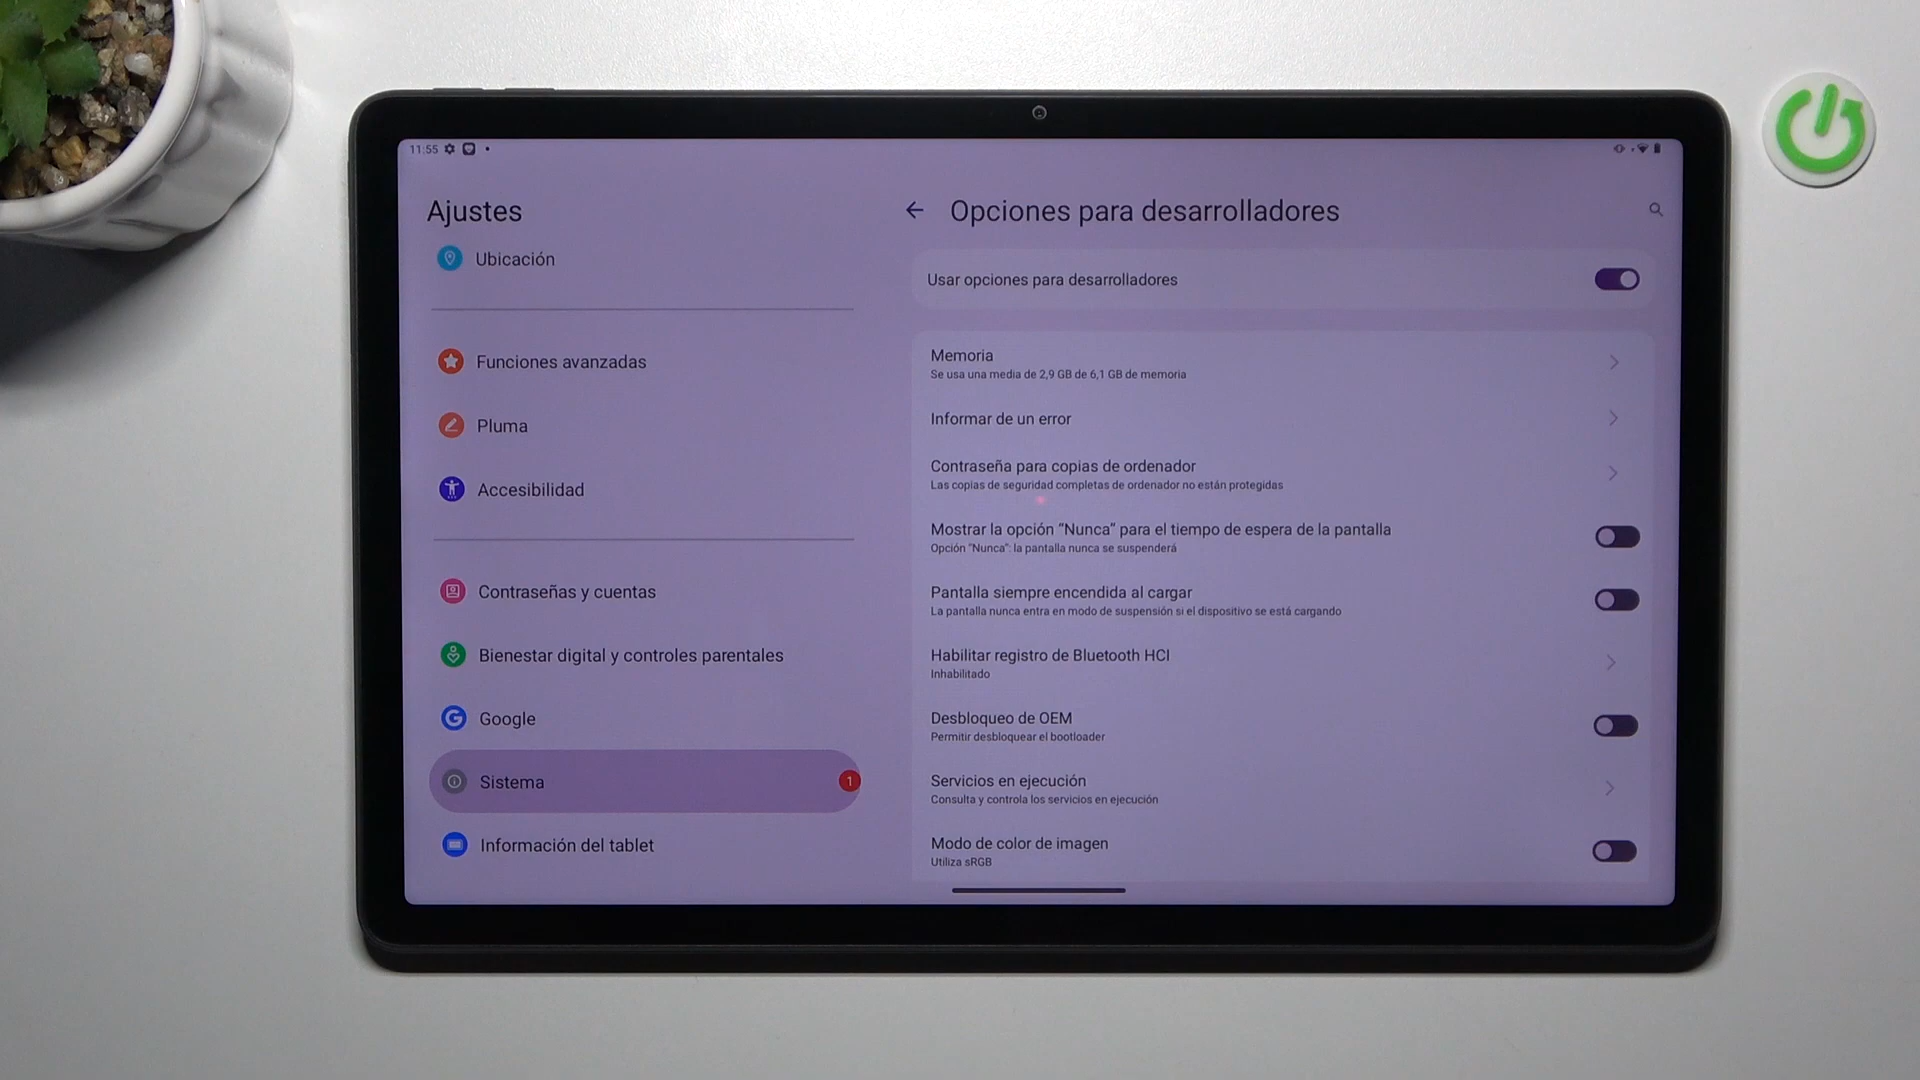 11:55
Ajustes
Ubicación
Funciones avanzadas
Pluma
Accesibilidad
Contraseñas y cuentas
Bienestar digital y controles parentales
Google
Sistema
1
Información del tablet
Opciones para desarrolladores
Usar opciones para desarrolladores
Memoria
Se usa una media de 2,9 GB de 6,1 GB de memoria
Informar de un error
Contraseña para copias de ordenador
Las copias de seguridad completas de ordenador no están protegidas
Mostrar la opción “Nunca” para el tiempo de espera de la pantalla
Opción “Nunca”: la pantalla nunca se suspenderá
Pantalla siempre encendida al cargar
La pantalla nunca entra en modo de suspensión si el dispositivo se está cargando
Habilitar registro de Bluetooth HCI
Inhabilitado
Desbloqueo de OEM
Permitir desbloquear el bootloader
Servicios en ejecución
Consulta y controla los servicios en ejecución
Modo de color de imagen
Utiliza sRGB